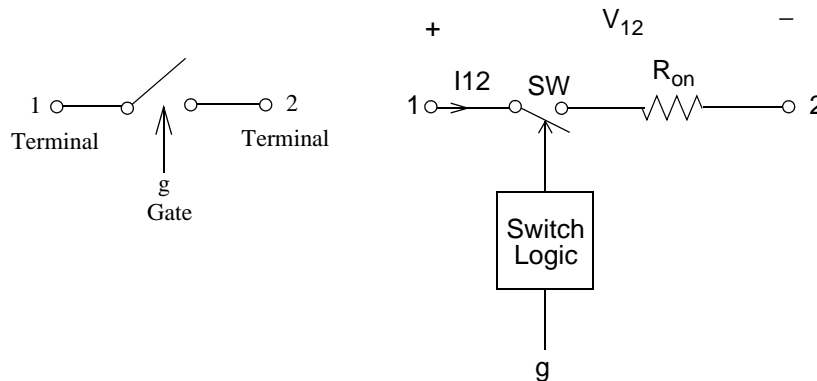 1
2
Terminal
Terminal
g
Gate
+
V12
–
I12
SW
Ron
1
2
Switch
Logic
g